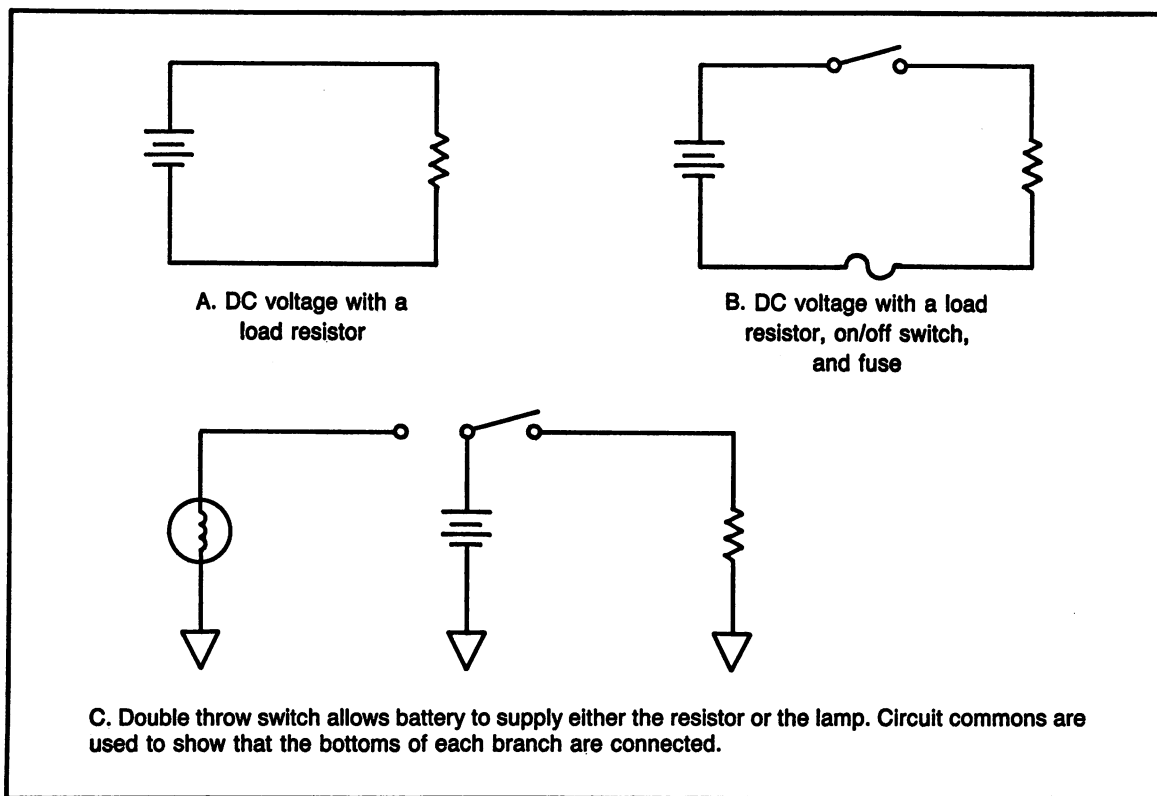 A. DC voltage with a
load resistor
B. DC voltage with a load
resistor, on/off switch,
and fuse
C. Double throw switch allows battery to supply either the resistor or the lamp. Circuit commons are
used to show that the bottoms of each branch are connected.